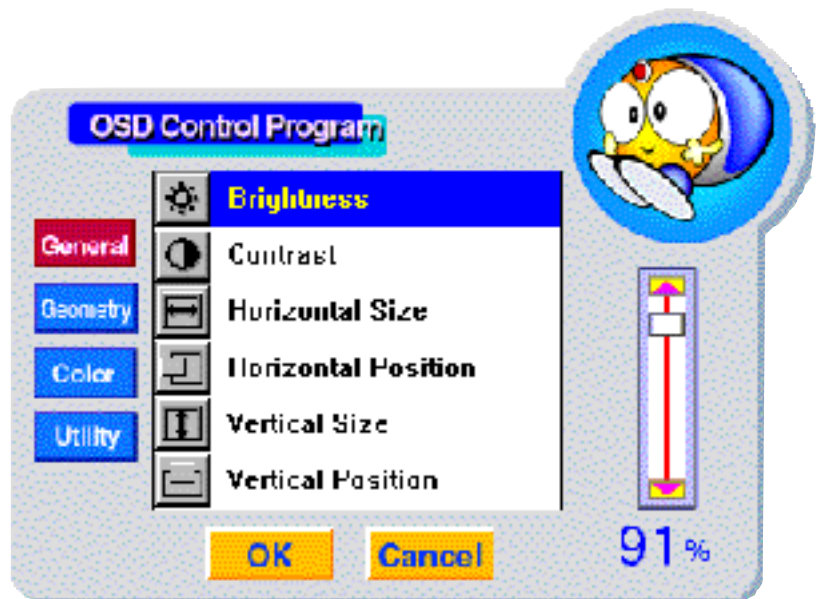 OSD Control Program
General
Geometry
Color
Utility
Brightness
Contrast
Horizontal Size
Horizontal Position
Vertical Size
Vertical Position
OK
Cancel
91%